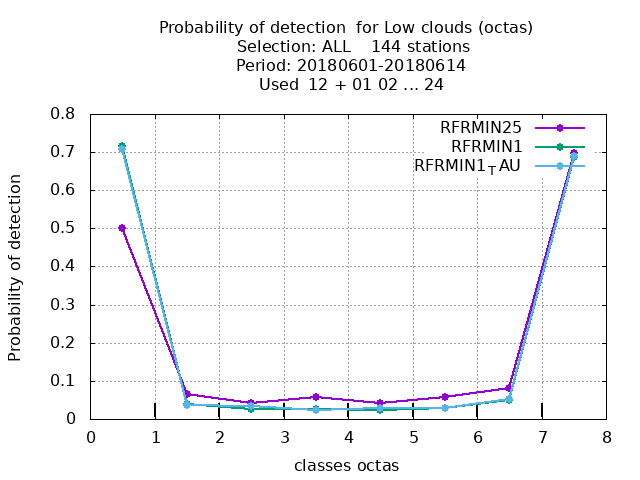 Probability of detection  for Low clouds (octas)
Selection: ALL    144 stations
Period: 20180601-20180614
Used  12 + 01 02 ... 24
RFRMIN25
RFRMIN1
RFRMIN1TAU
Probability of detection
0.8
0.7
0.6
0.5
0.4
0.3
0.2
0.1
0
0 1 2 3 4 5 6 7 8
classes octas